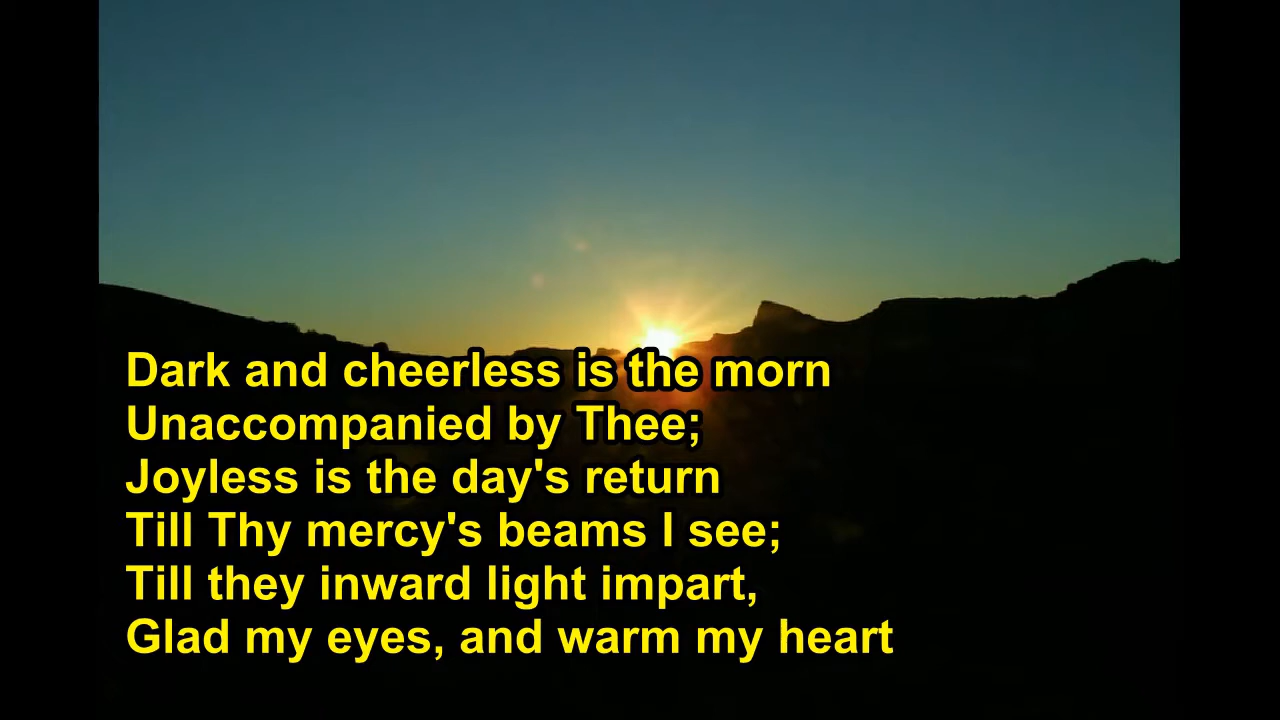 Dark and cheerless is the morn
Unaccompanied by Thee;
Joyless is the day's return
Till Thy mercy's beams I see;
Till they inward light impart,
Glad my eyes, and warm my heart